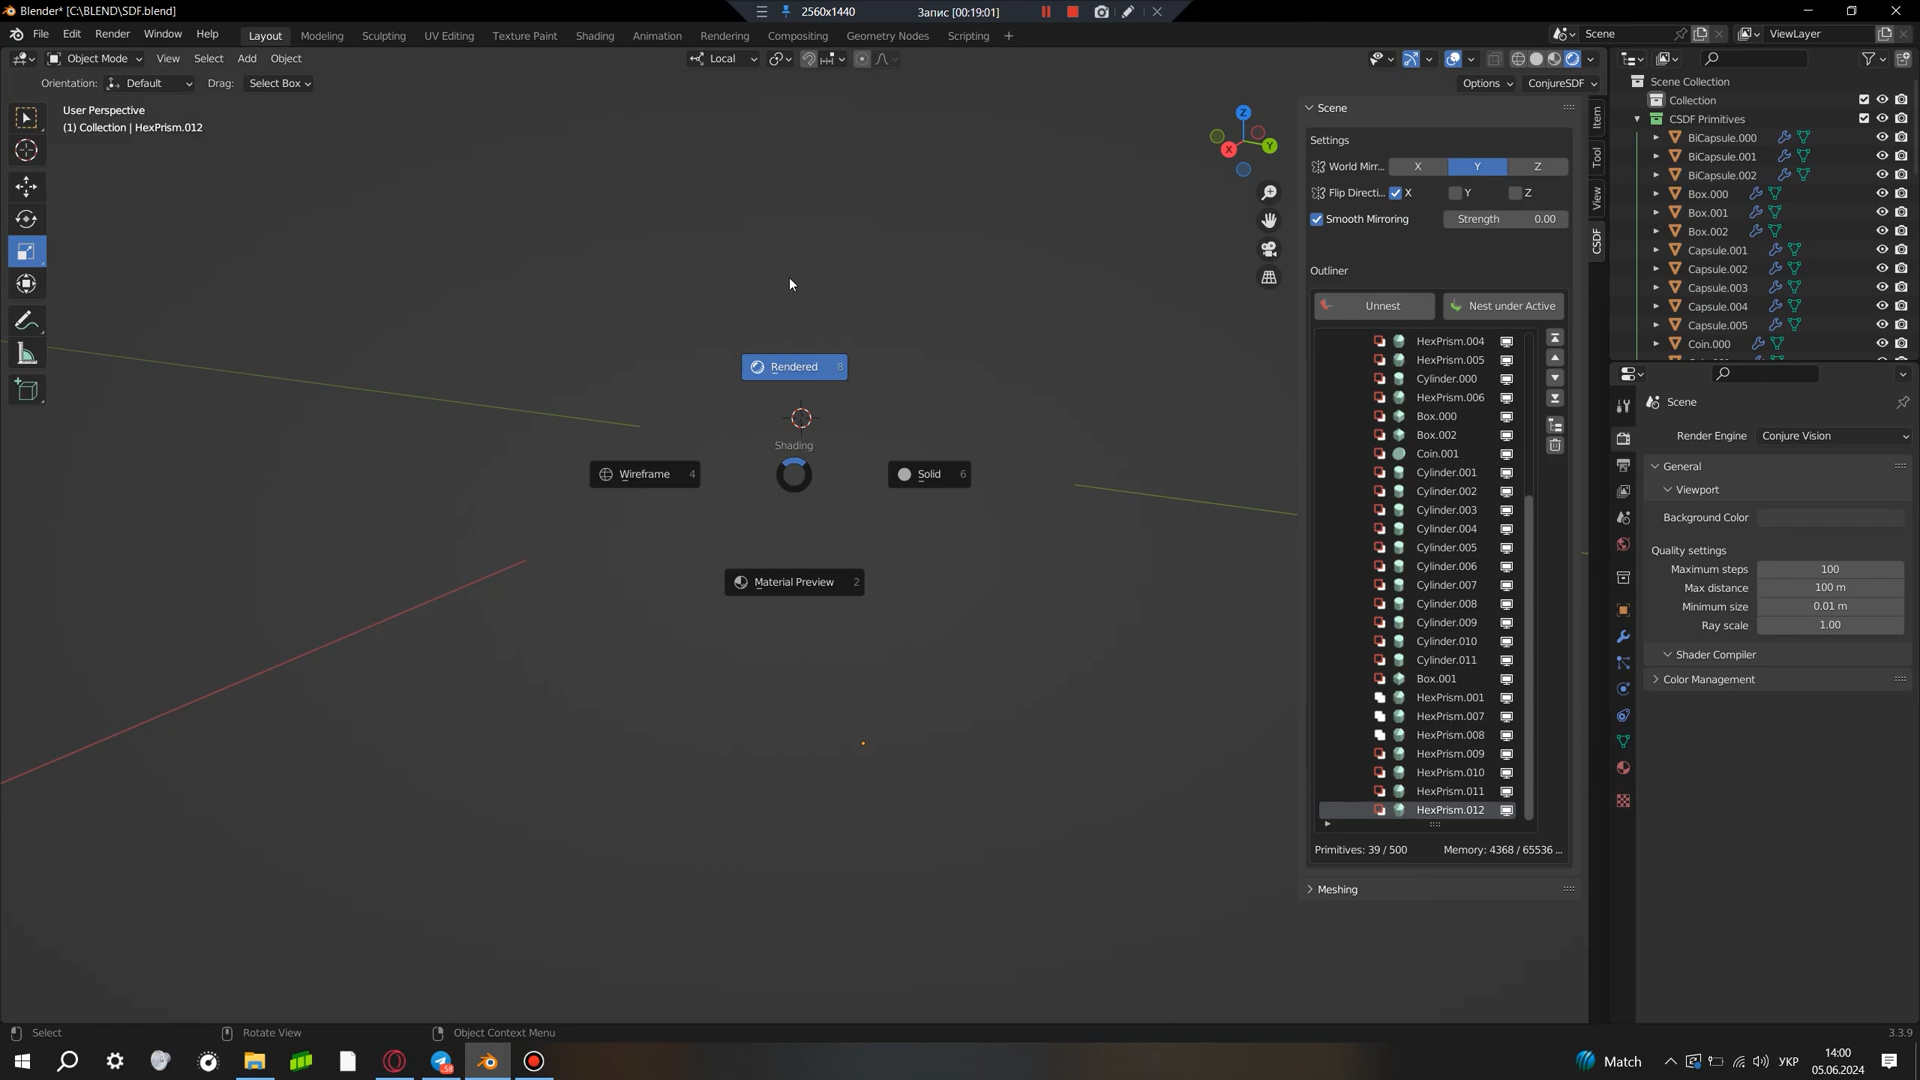 Blender* [C:\BLEND\SDF.blend]
2560x1440
Запис [00:19:01]
File Edit Render Window Help
Layout Modeling Sculpting UV Editing Texture Paint Shading Animation Rendering Compositing Geometry Nodes Scripting +
Scene
ViewLayer
Object Mode View Select Add Object
Local
Orientation: Default Drag: Select Box
Options
ConjureSDF
User Perspective
(1) Collection | HexPrism.012
Z
Y
X
Rendered 8
Shading
Wireframe 4
Solid 6
Material Preview 2
Scene
Settings
World Mirr... X Y Z
Flip Directi... X Y Z
Smooth Mirroring Strength 0.00
Outliner
Unnest Nest under Active
HexPrism.004
HexPrism.005
Cylinder.000
HexPrism.006
Box.000
Box.002
Coin.001
Cylinder.001
Cylinder.002
Cylinder.003
Cylinder.004
Cylinder.005
Cylinder.006
Cylinder.007
Cylinder.008
Cylinder.009
Cylinder.010
Cylinder.011
Box.001
HexPrism.001
HexPrism.007
HexPrism.008
HexPrism.009
HexPrism.010
HexPrism.011
HexPrism.012
Primitives: 39 / 500 Memory: 4368 / 65536 ...
Meshing
Item
Tool
View
CSDF
Scene Collection
Collection
CSDF Primitives
BiCapsule.000
BiCapsule.001
BiCapsule.002
Box.000
Box.001
Box.002
Capsule.001
Capsule.002
Capsule.003
Capsule.004
Capsule.005
Coin.000
Scene
Render Engine Conjure Vision
General
Viewport
Background Color
Quality settings
Maximum steps 100
Max distance 100 m
Minimum size 0.01 m
Ray scale 1.00
Shader Compiler
Color Management
Select
Rotate View
Object Context Menu
3.3.9
58
Match
УКР
14:00
05.06.2024